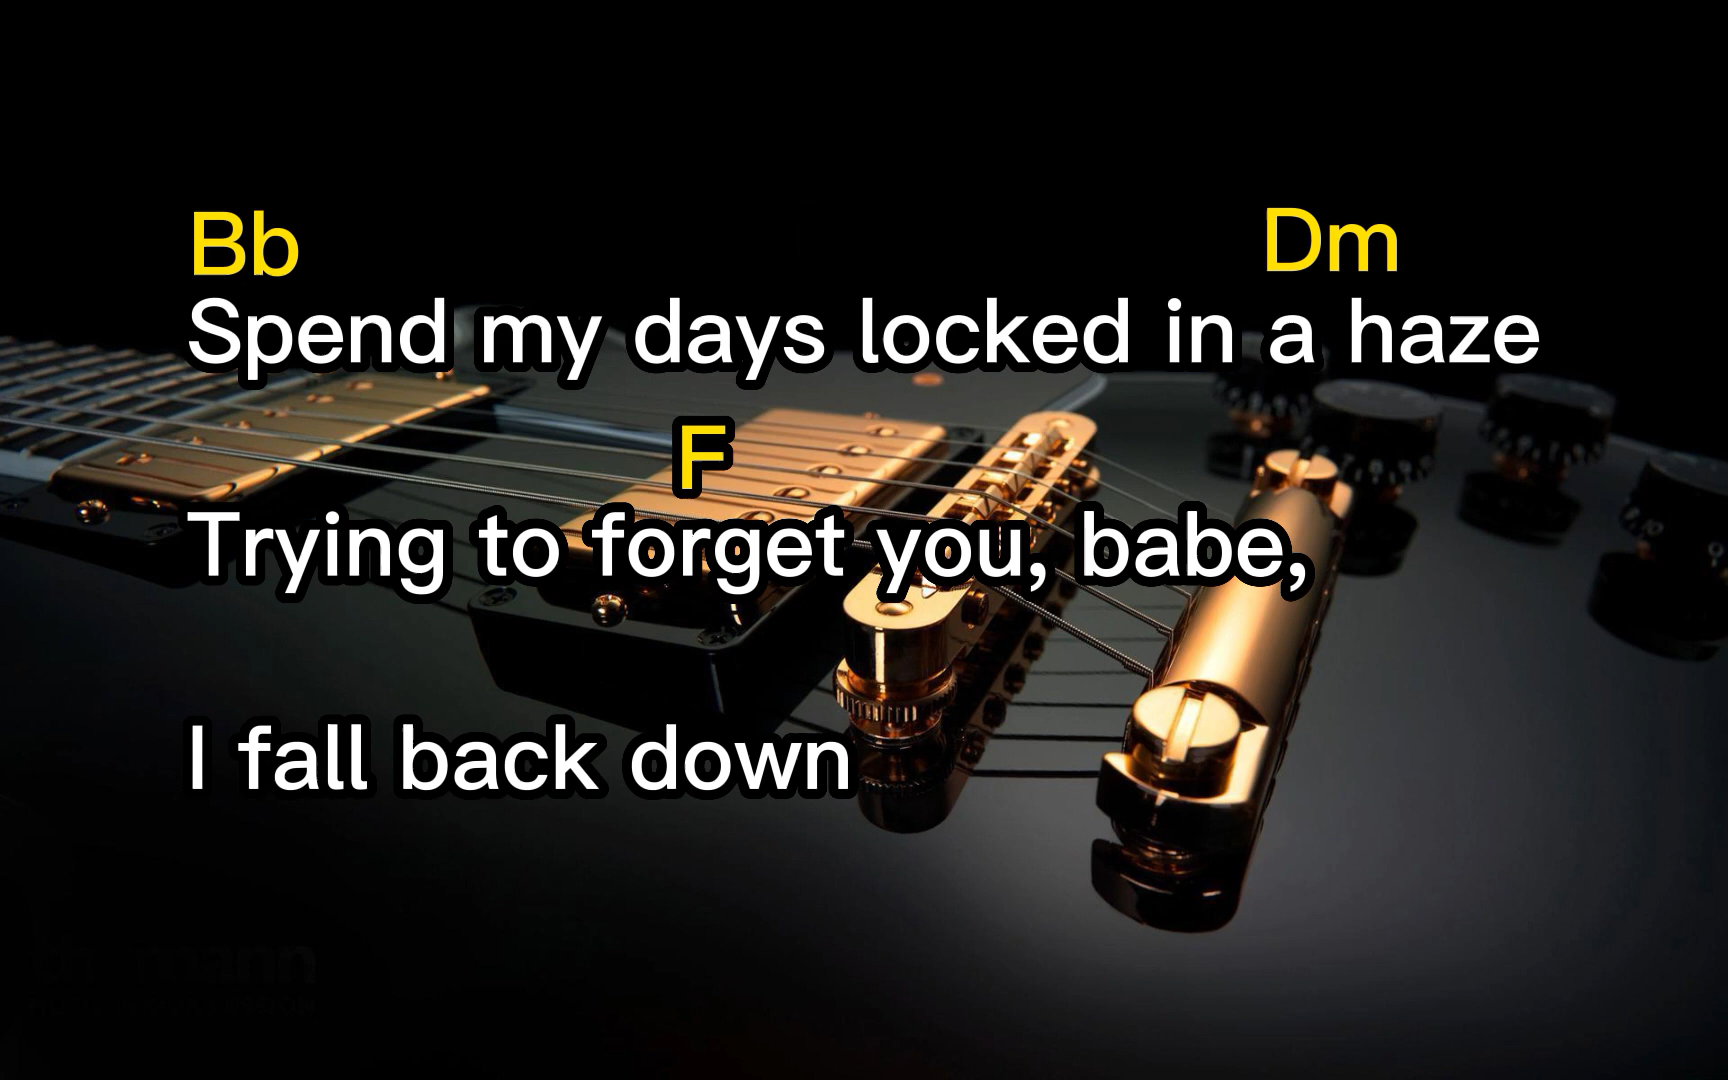 Bb Dm
Spend my days locked in a haze
F
Trying to forget you, babe,
I fall back down